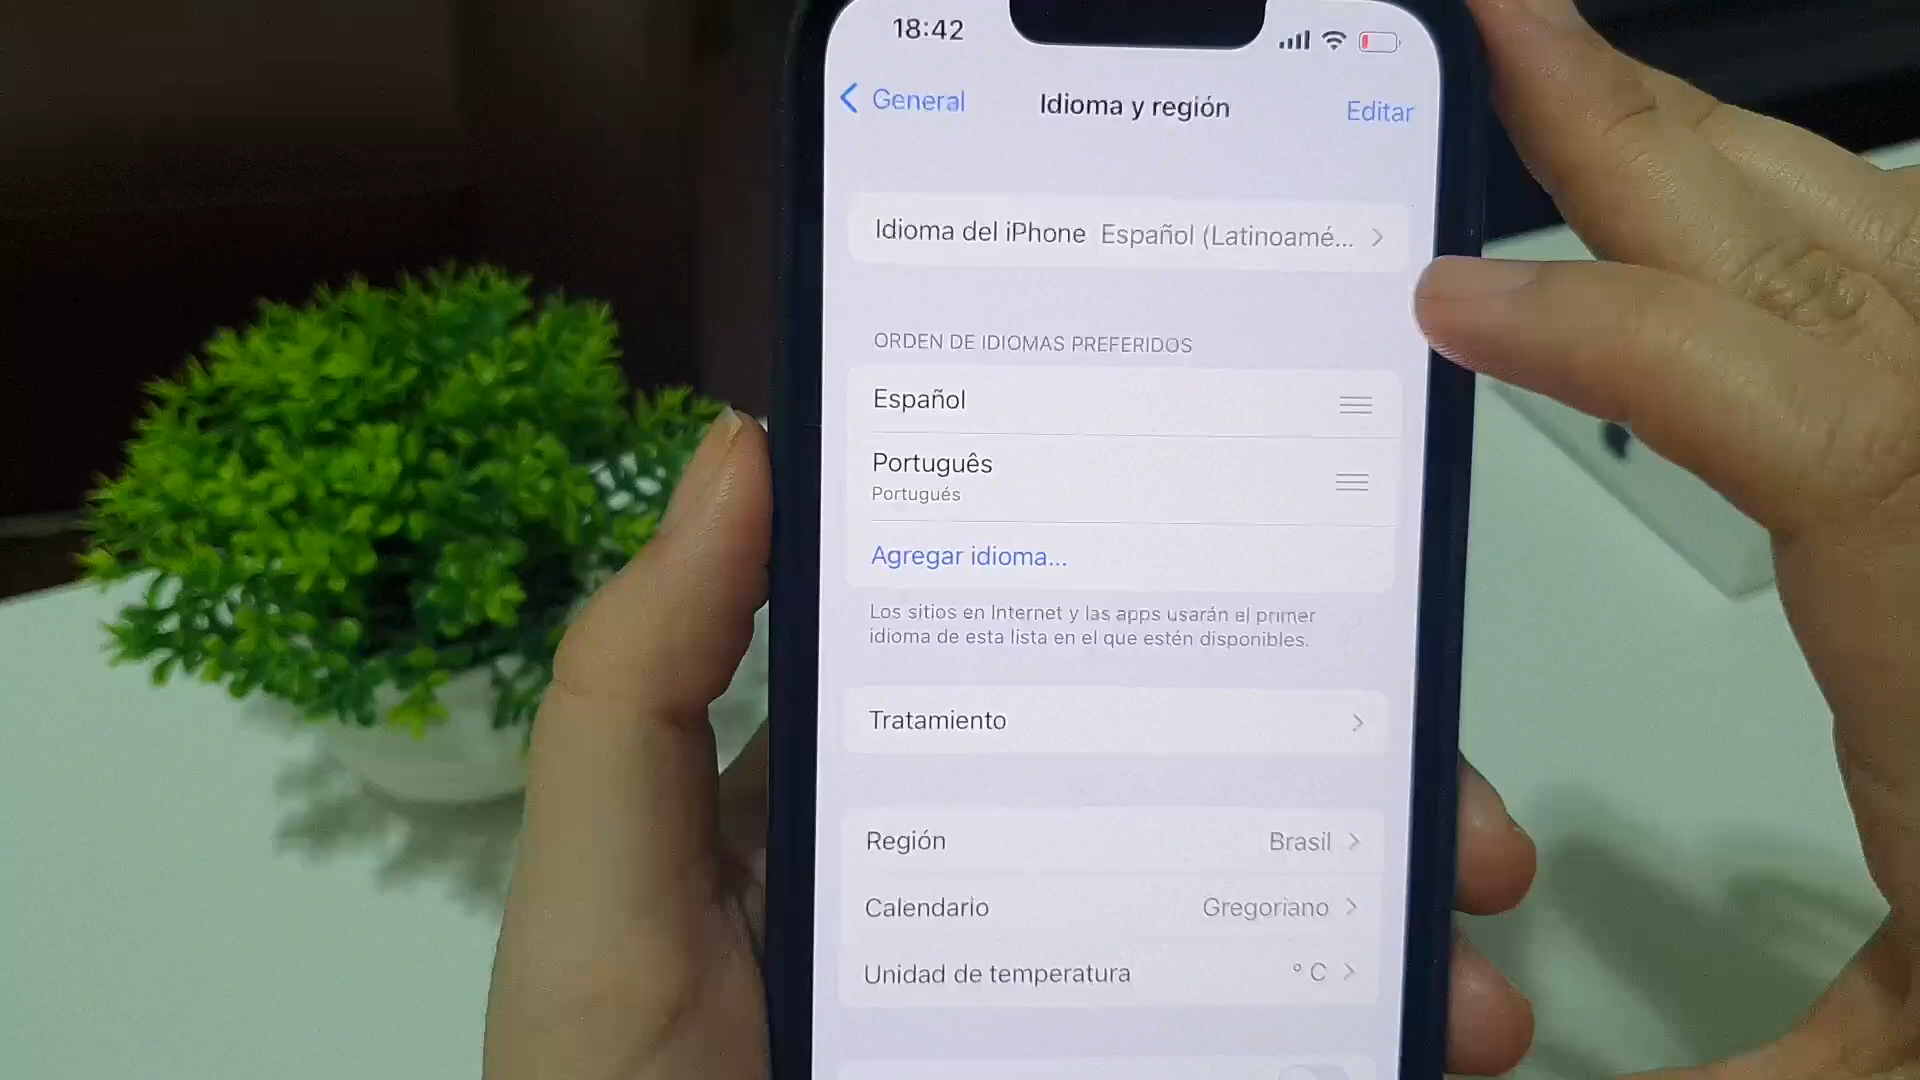 18:42
General
Idioma y región
Editar
Idioma del iPhone Español (Latinoamé...
ORDEN DE IDIOMAS PREFERIDOS
Español
Português
Portugués
Agregar idioma...
Los sitios en Internet y las apps usarán el primer
idioma de esta lista en el que estén disponibles.
Tratamiento
Región Brasil
Calendario Gregoriano
Unidad de temperatura °C